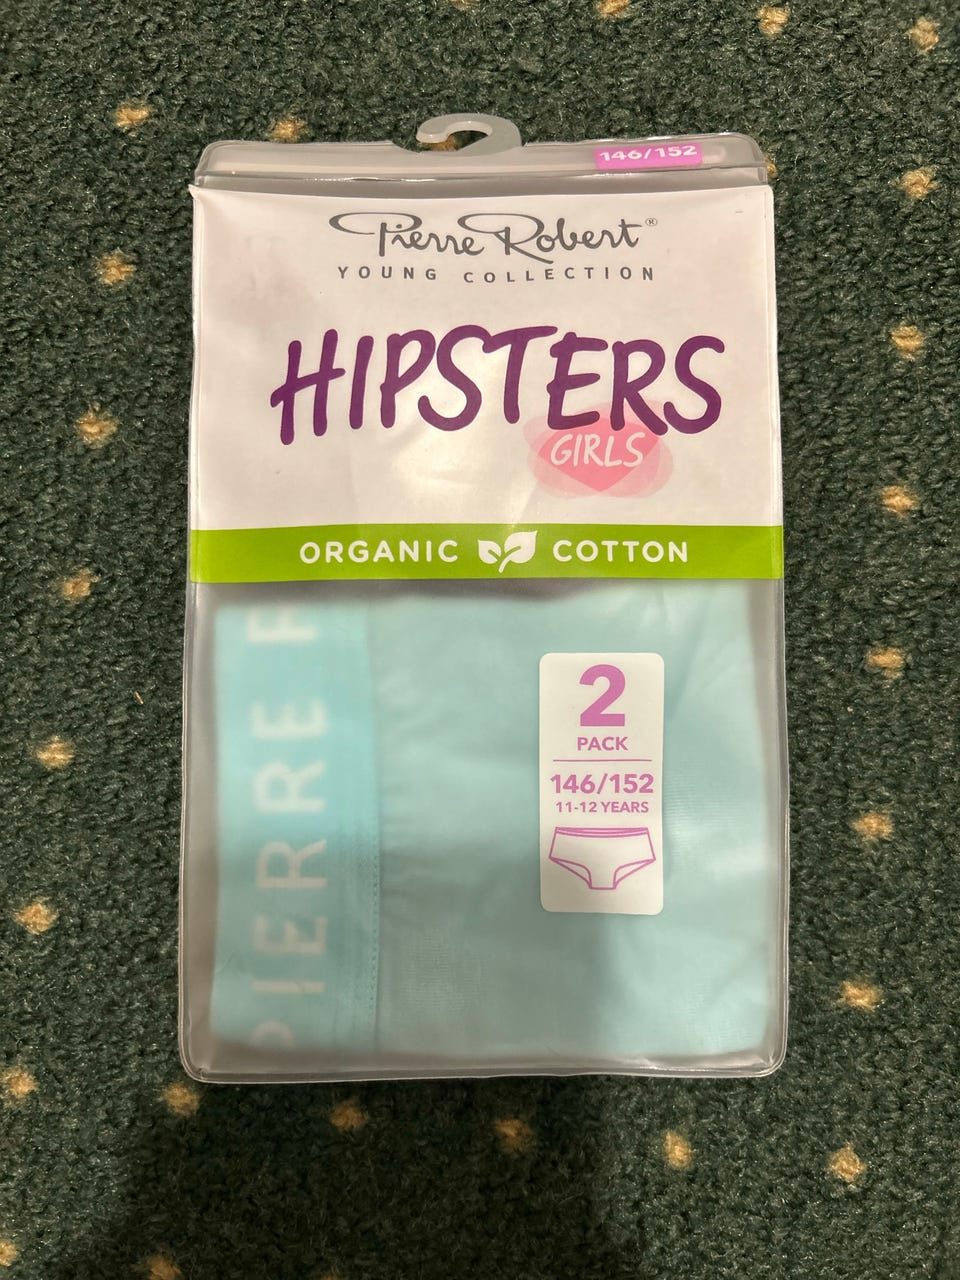 146/152
Pierre Robert®
YOUNG COLLECTION
HIPSTERS
GIRLS
ORGANIC COTTON
PIERRE
2
PACK
146/152
11-12 YEARS